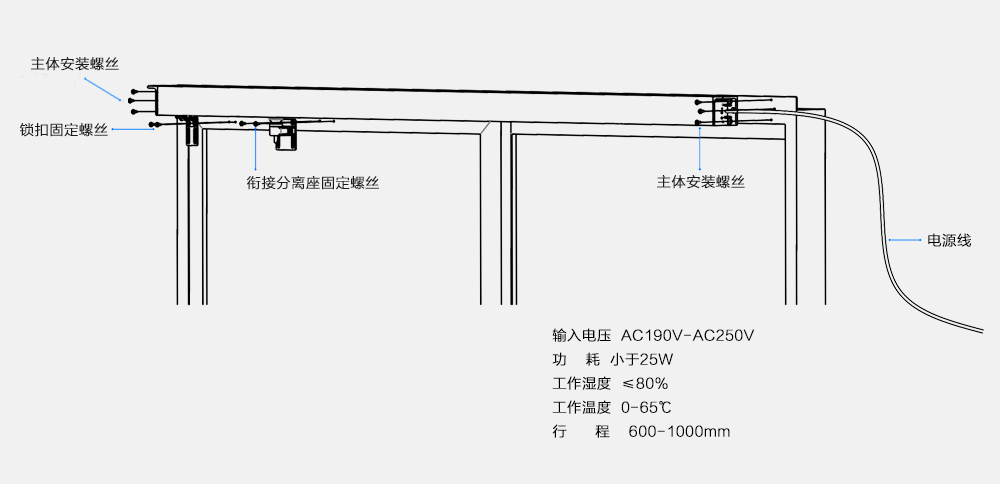 主体安装螺丝
锁扣固定螺丝
衔接分离座固定螺丝
主体安装螺丝
电源线
输入电压 AC190V-AC250V
功 耗 小于25W
工作湿度 ≤80%
工作温度 0-65℃
行 程 600-1000mm